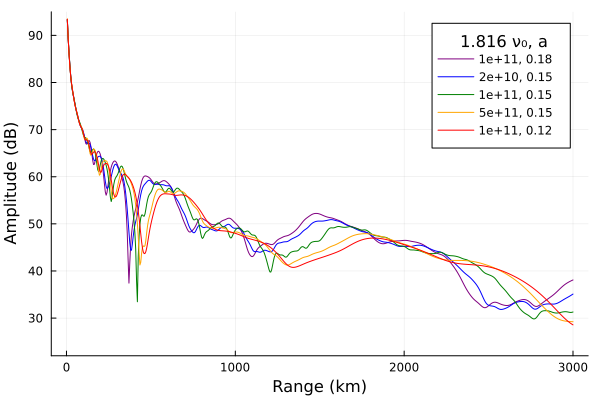 1.816 ν₀, a
1e+11, 0.18
2e+10, 0.15
1e+11, 0.15
5e+11, 0.15
1e+11, 0.12
90
80
70
60
50
40
30
Amplitude (dB)
0 1000 2000 3000
Range (km)